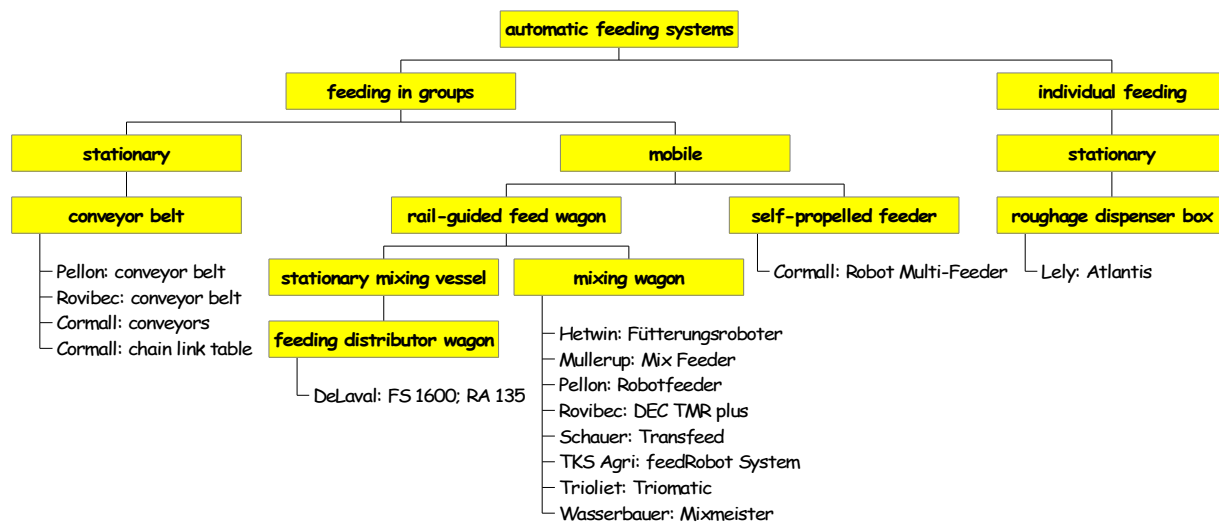 automatic feeding systems
feeding in groups
individual feeding
stationary
mobile
stationary
conveyor belt
rail-guided feed wagon
self-propelled feeder
roughage dispenser box
Pellon: conveyor belt
Rovibec: conveyor belt
Cormall: conveyors
Cormall: chain link table
stationary mixing vessel
mixing wagon
Cormall: Robot Multi-Feeder
Lely: Atlantis
feeding distributor wagon
DeLaval: FS 1600; RA 135
Hetwin: Fütterungsroboter
Mullerup: Mix Feeder
Pellon: Robotfeeder
Rovibec: DEC TMR plus
Schauer: Transfeed
TKS Agri: feedRobot System
Trioliet: Triomatic
Wasserbauer: Mixmeister